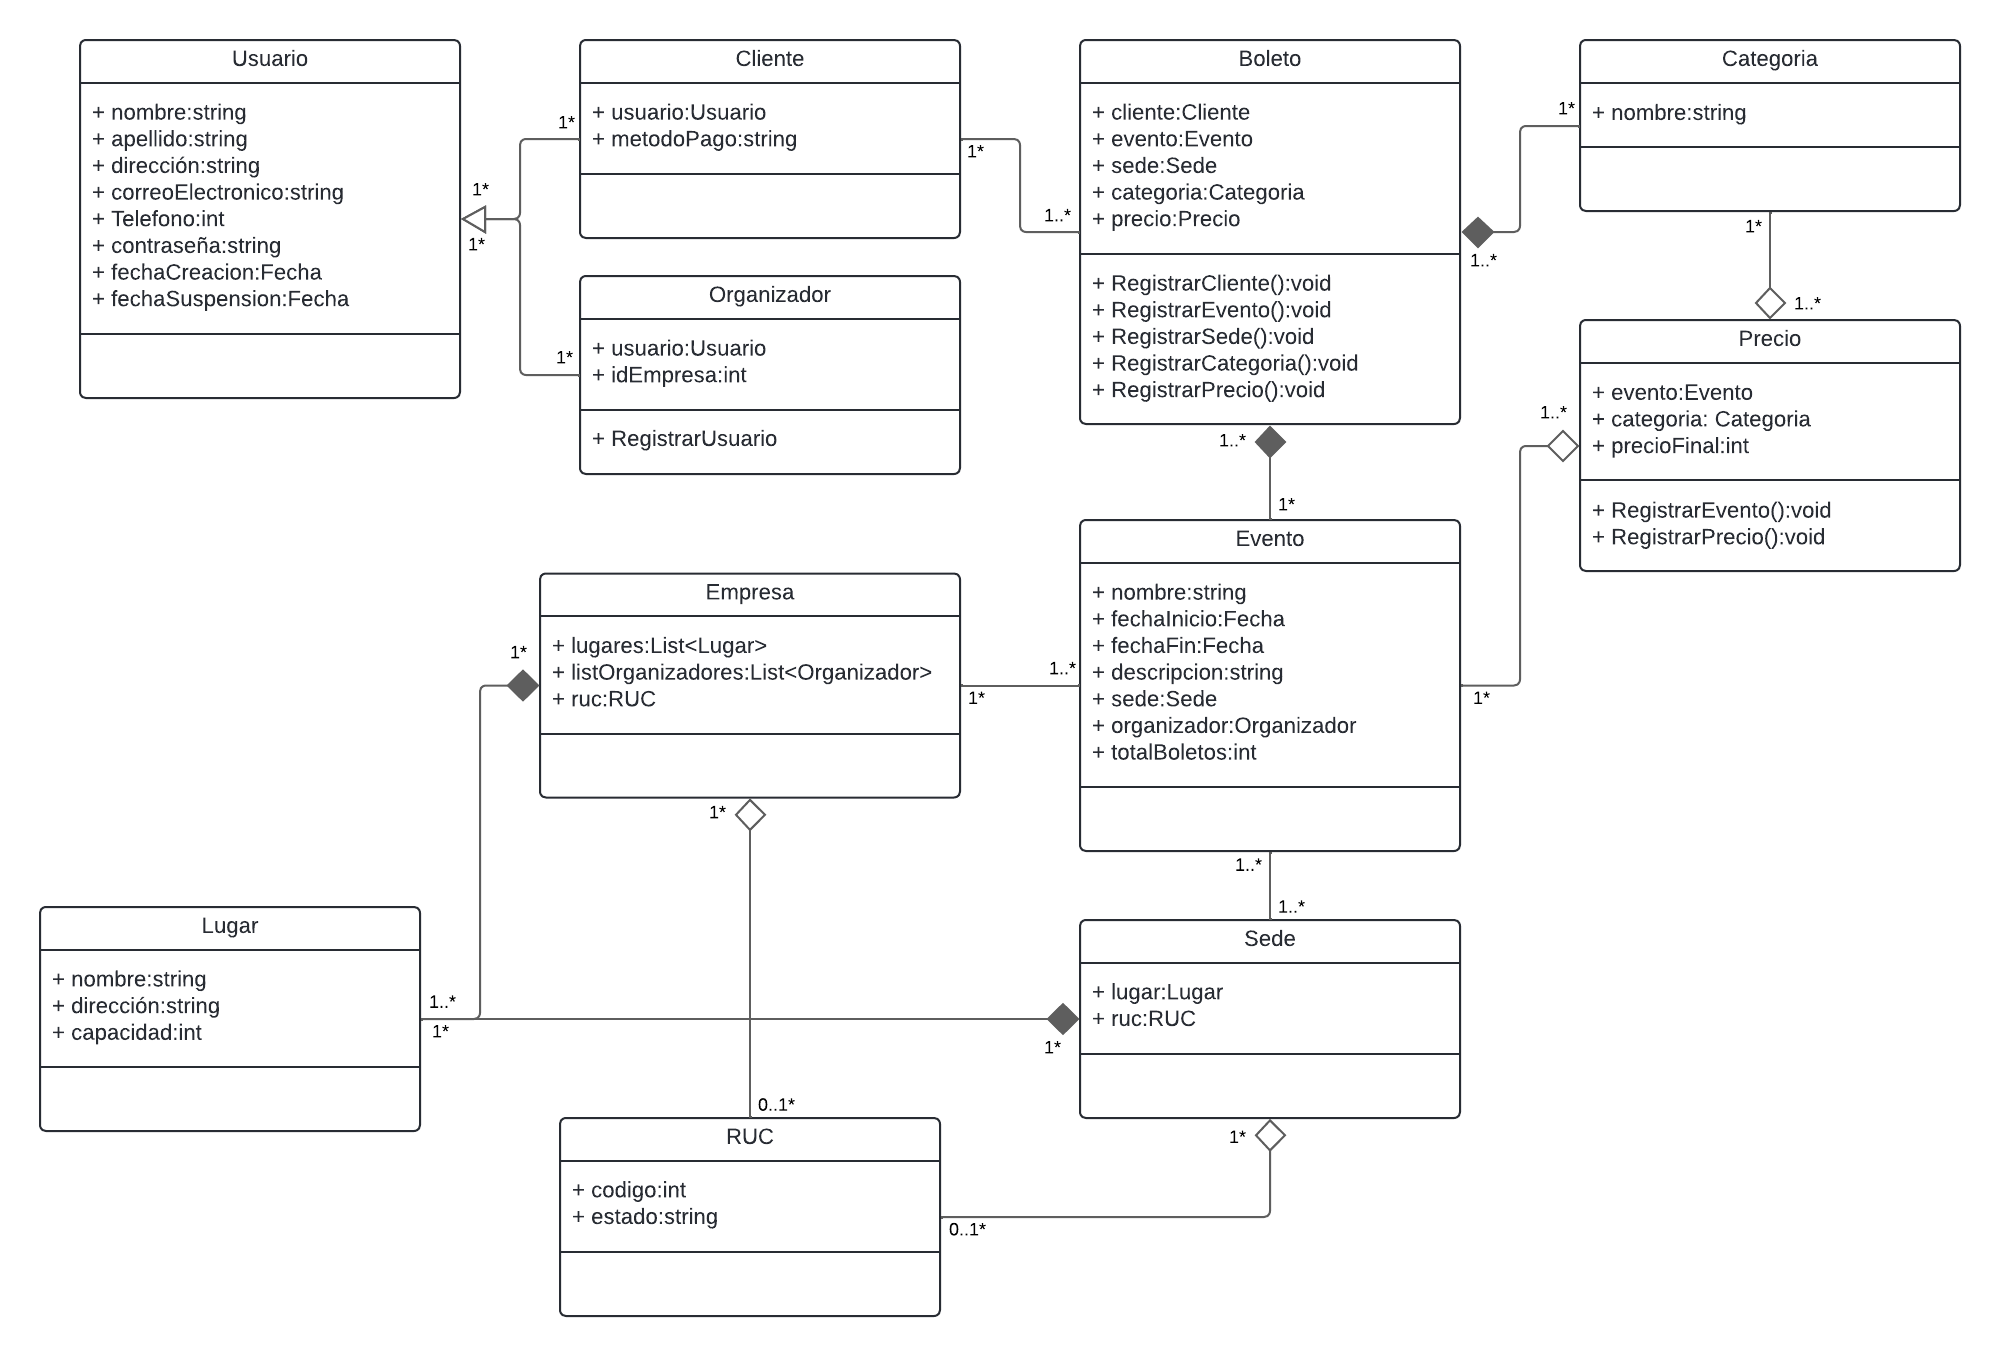 Usuario
+ nombre:string
+ apellido:string
+ dirección:string
+ correoElectronico:string
+ Telefono:int
+ contraseña:string
+ fechaCreacion:Fecha
+ fechaSuspension:Fecha
1*
1*
1*
1*
Cliente
+ usuario:Usuario
+ metodoPago:string
1*
1..*
Organizador
+ usuario:Usuario
+ idEmpresa:int
+ RegistrarUsuario
Boleto
+ cliente:Cliente
+ evento:Evento
+ sede:Sede
+ categoria:Categoria
+ precio:Precio
+ RegistrarCliente():void
+ RegistrarEvento():void
+ RegistrarSede():void
+ RegistrarCategoria():void
+ RegistrarPrecio():void
1*
1..*
Categoria
+ nombre:string
1*
1..*
Precio
+ evento:Evento
+ categoria: Categoria
+ precioFinal:int
+ RegistrarEvento():void
+ RegistrarPrecio():void
1..*
1..*
1*
Evento
+ nombre:string
+ fechaInicio:Fecha
+ fechaFin:Fecha
+ descripcion:string
+ sede:Sede
+ organizador:Organizador
+ totalBoletos:int
1*
Empresa
+ lugares:List<Lugar>
+ listOrganizadores:List<Organizador>
+ ruc:RUC
1*
1*
1..*
1*
1..*
1..*
Lugar
+ nombre:string
+ dirección:string
+ capacidad:int
1..*
1*
Sede
+ lugar:Lugar
+ ruc:RUC
1*
1*
0..1*
RUC
+ codigo:int
+ estado:string
0..1*